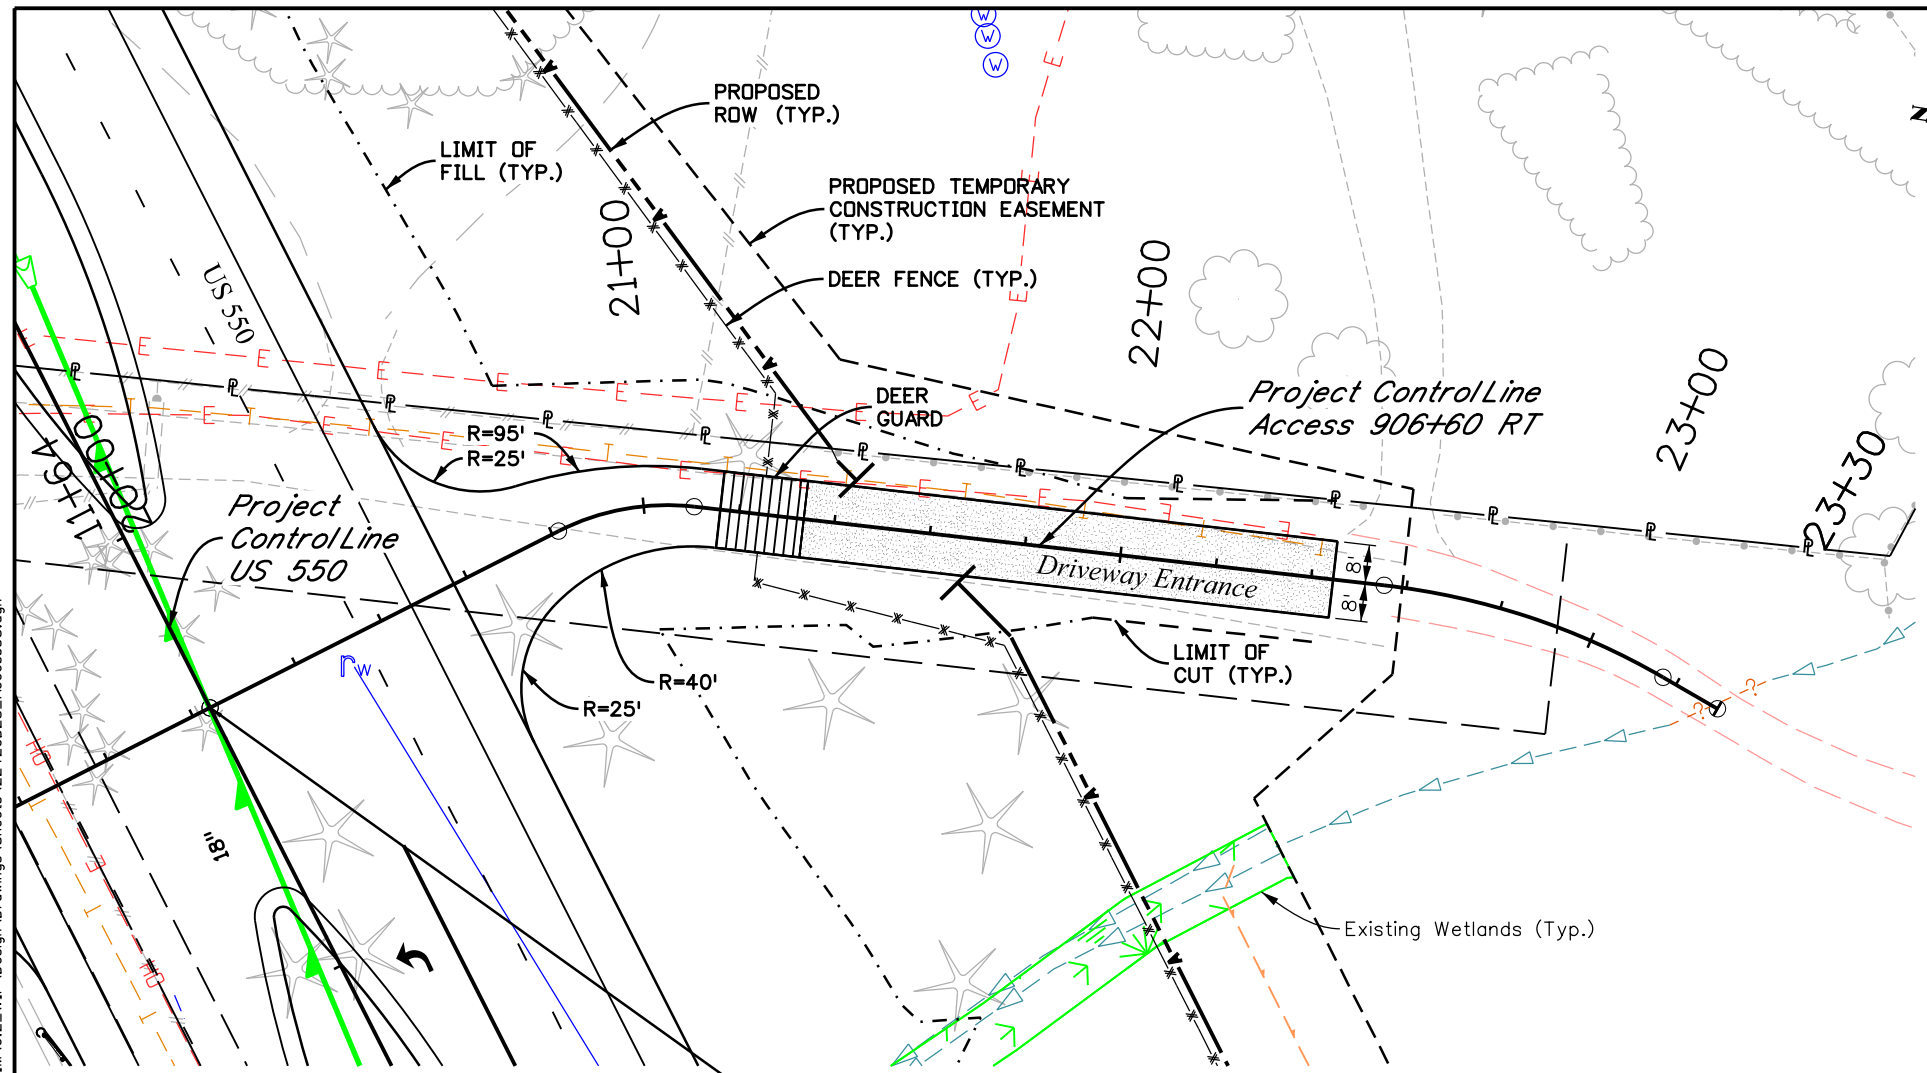 PROPOSED
ROW (TYP.)
LIMIT OF
FILL (TYP.)
PROPOSED TEMPORARY
CONSTRUCTION EASEMENT
(TYP.)
DEER FENCE (TYP.)
21+00
22+00
23+00
23+30
US 550
DEER
GUARD
Project Control Line
Access 906+60 RT
R=95'
R=25'
Project
Control Line
US 550
Driveway Entrance
8'
8'
LIMIT OF
CUT (TYP.)
R=40'
R=25'
18"
Existing Wetlands (Typ.)